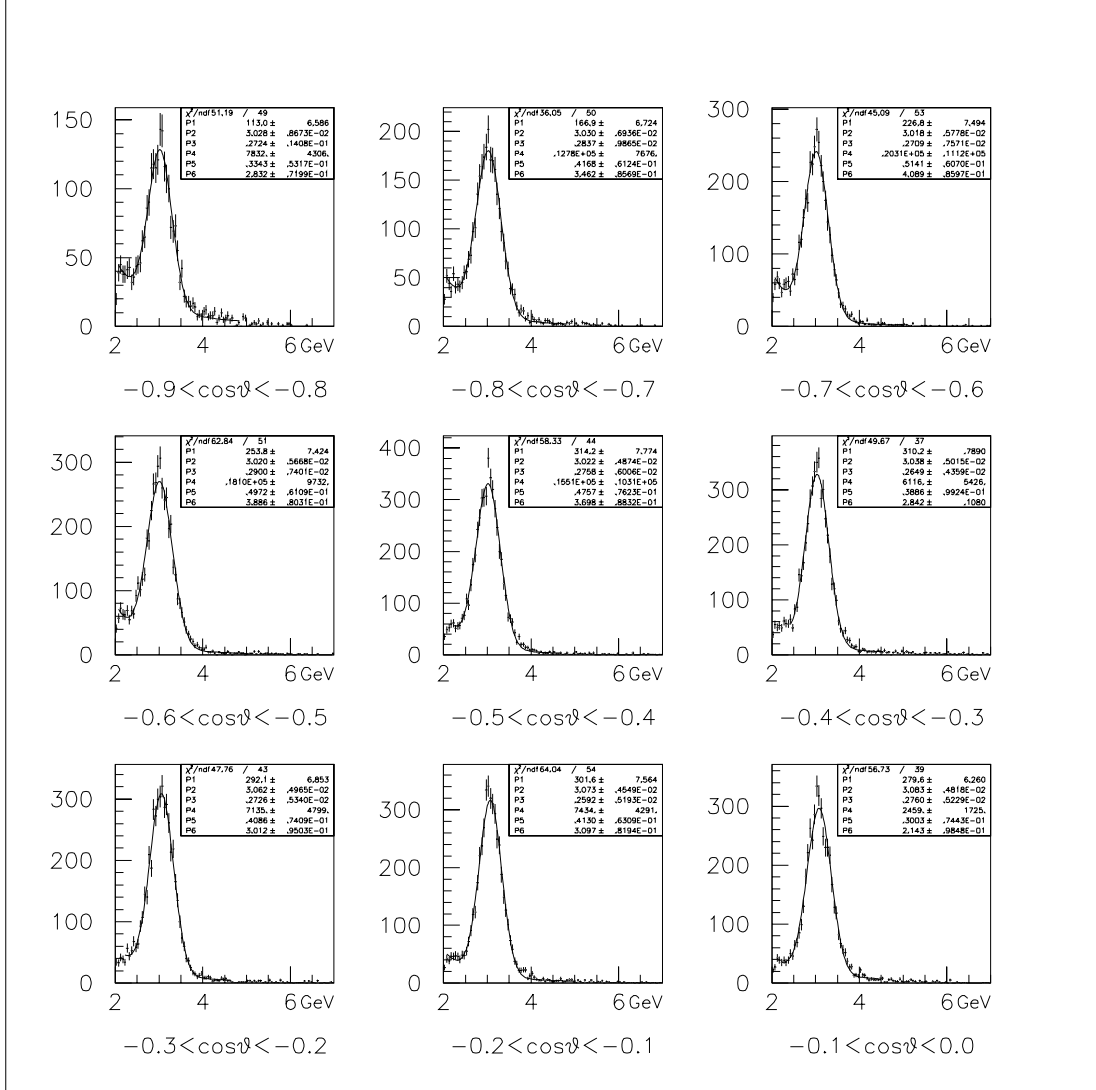 χ²/ndf51.19 / 49
P1 113.0 ± 6.586
P2 3.028 ± .8673E-02
P3 .2724 ± .1408E-01
P4 7832. ± 4306.
P5 .3343 ± .5317E-01
P6 2.832 ± .7199E-01
150
100
50
0
2 4 6 GeV
−0.9<cosϑ<−0.8
χ²/ndf36.05 / 50
P1 166.9 ± 6.724
P2 3.030 ± .6936E-02
P3 .2837 ± .9865E-02
P4 .1278E+05 ± 7676.
P5 .4168 ± .6124E-01
P6 3.462 ± .8569E-01
200
150
100
50
0
2 4 6 GeV
−0.8<cosϑ<−0.7
χ²/ndf45.09 / 53
P1 226.8 ± 7.494
P2 3.018 ± .5778E-02
P3 .2709 ± .7571E-02
P4 .2031E+05 ± .1112E+05
P5 .5141 ± .6070E-01
P6 4.089 ± .8597E-01
300
200
100
0
2 4 6 GeV
−0.7<cosϑ<−0.6
χ²/ndf62.84 / 51
P1 253.8 ± 7.424
P2 3.020 ± .5668E-02
P3 .2900 ± .7401E-02
P4 .1810E+05 ± 9732.
P5 .4972 ± .6109E-01
P6 3.886 ± .8031E-01
300
200
100
0
2 4 6 GeV
−0.6<cosϑ<−0.5
χ²/ndf58.33 / 44
P1 314.2 ± 7.774
P2 3.022 ± .4874E-02
P3 .2758 ± .6006E-02
P4 .1551E+05 ± .1031E+05
P5 .4757 ± .7623E-01
P6 3.698 ± .8832E-01
400
300
200
100
0
2 4 6 GeV
−0.5<cosϑ<−0.4
χ²/ndf49.67 / 37
P1 310.2 ± .7890
P2 3.038 ± .5015E-02
P3 .2649 ± .4359E-02
P4 6116. ± 5426.
P5 .3886 ± .9924E-01
P6 2.842 ± .1080
300
200
100
0
2 4 6 GeV
−0.4<cosϑ<−0.3
χ²/ndf47.76 / 43
P1 292.1 ± 6.853
P2 3.062 ± .4965E-02
P3 .2726 ± .5340E-02
P4 7135. ± 4799.
P5 .4086 ± .7409E-01
P6 3.012 ± .9503E-01
300
200
100
0
2 4 6 GeV
−0.3<cosϑ<−0.2
χ²/ndf64.04 / 54
P1 301.6 ± 7.564
P2 3.073 ± .4549E-02
P3 .2592 ± .5193E-02
P4 7434. ± 4291.
P5 .4130 ± .6309E-01
P6 3.097 ± .8194E-01
300
200
100
0
2 4 6 GeV
−0.2<cosϑ<−0.1
χ²/ndf56.73 / 39
P1 279.6 ± 6.260
P2 3.083 ± .4818E-02
P3 .2760 ± .5229E-02
P4 2459. ± 1725.
P5 .3003 ± .7443E-01
P6 2.143 ± .9848E-01
300
200
100
0
2 4 6 GeV
−0.1<cosϑ<0.0